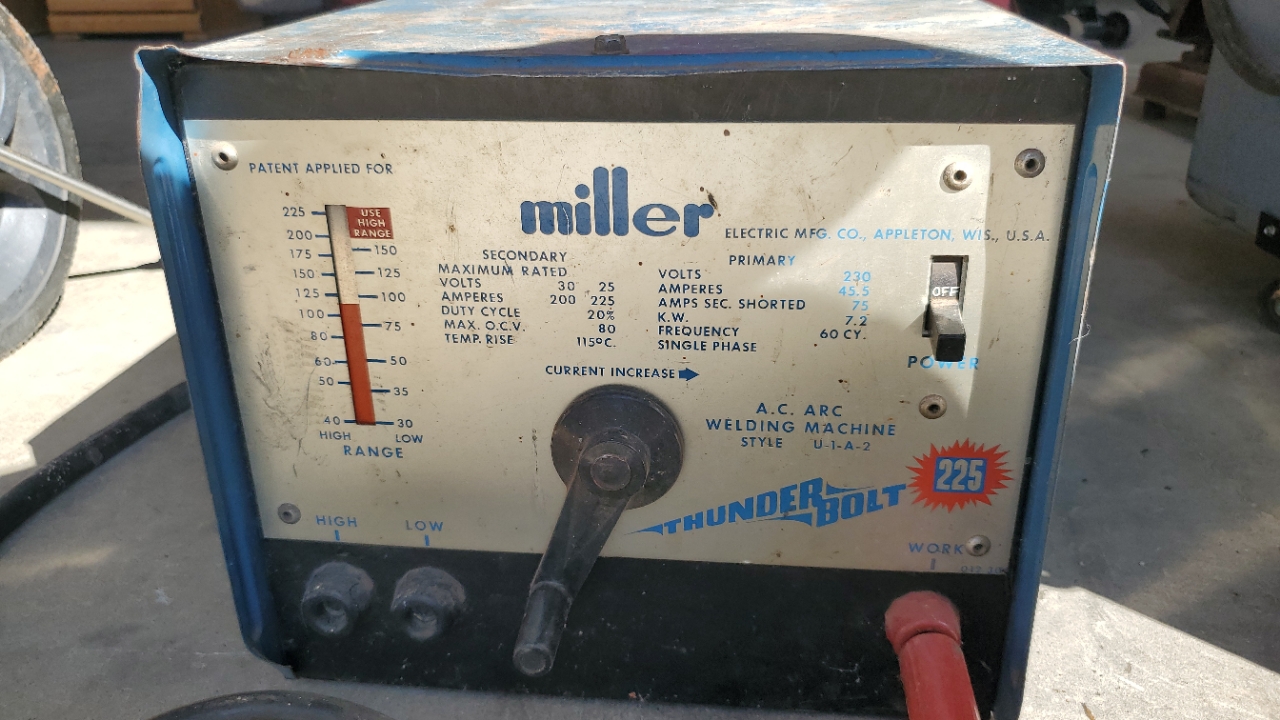 PATENT APPLIED FOR
miller
ELECTRIC MFG. CO., APPLETON, WIS., U.S.A.
225
200
175
150
125
100
80
60
50
40
USE
HIGH
RANGE
150
125
100
75
50
35
30
HIGH LOW
RANGE
SECONDARY
MAXIMUM RATED
VOLTS 30 25
AMPERES 200 225
DUTY CYCLE 20%
MAX. O.C.V. 80
TEMP. RISE 115°C.
PRIMARY
VOLTS 230
AMPERES 45.5
AMPS SEC. SHORTED 75
K.W. 7.2
FREQUENCY 60 CY.
SINGLE PHASE
OFF
POWER
CURRENT INCREASE
A.C. ARC
WELDING MACHINE
STYLE U-1-A-2
THUNDERBOLT
225
HIGH LOW
WORK